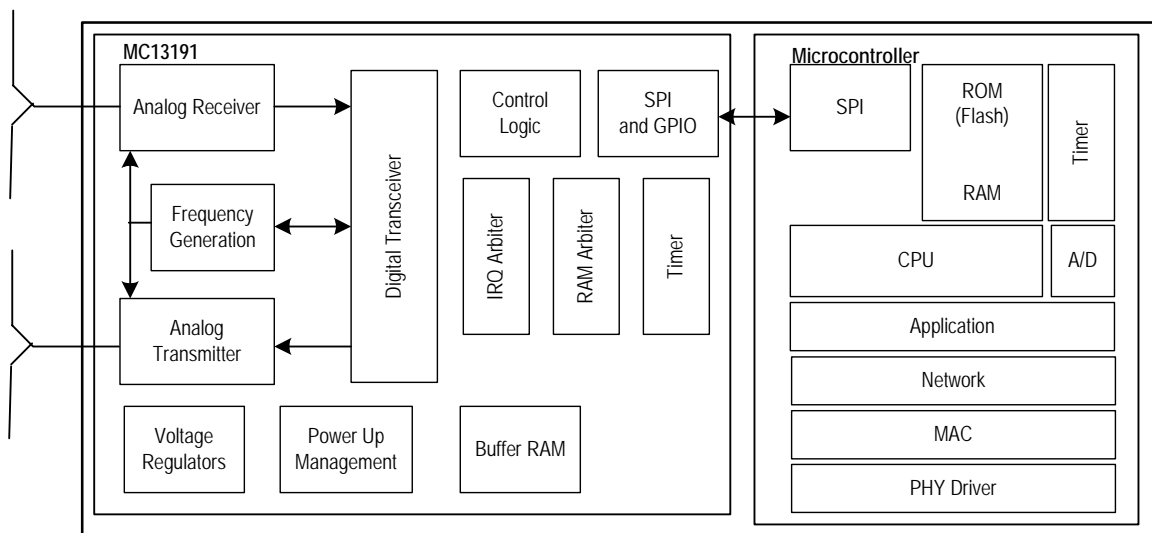 MC13191
Analog Receiver
Frequency
Generation
Analog
Transmitter
Digital Transceiver
Control
Logic
SPI
and GPIO
IRQ Arbiter
RAM Arbiter
Timer
Voltage
Regulators
Power Up
Management
Buffer RAM
Microcontroller
SPI
ROM
(Flash)
RAM
Timer
CPU
A/D
Application
Network
MAC
PHY Driver